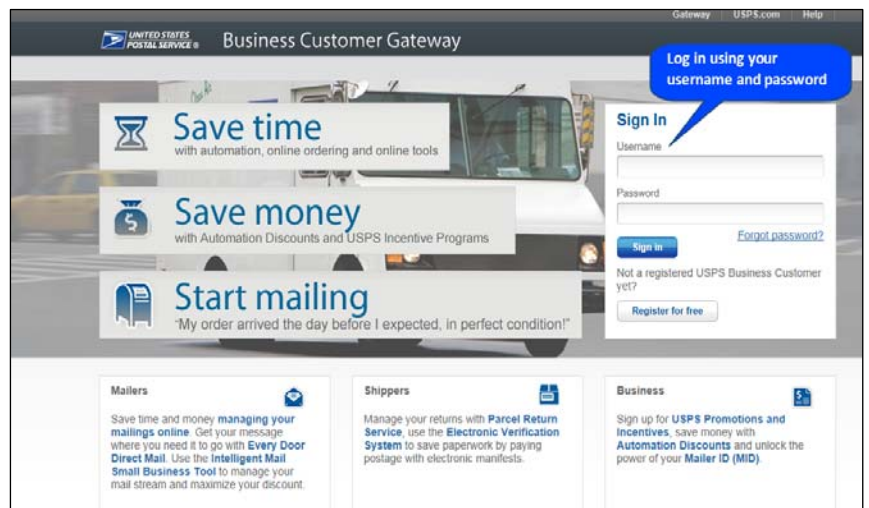 Gateway USPS.com Help
UNITED STATES
POSTAL SERVICE ®
Business Customer Gateway
Log in using your
username and password
Save time
with automation, online ordering and online tools
Save money
with Automation Discounts and USPS Incentive Programs
Start mailing
"My order arrived the day before I expected, in perfect condition!"
Sign In
Username
Password
Forgot password?
Sign in
Not a registered USPS Business Customer
yet?
Register for free
Mailers
Save time and money managing your
mailings online. Get your message
where you need it to go with Every Door
Direct Mail. Use the Intelligent Mail
Small Business Tool to manage your
mail stream and maximize your discount.
Shippers
Manage your returns with Parcel Return
Service, use the Electronic Verification
System to save paperwork by paying
postage with electronic manifests.
Business
Sign up for USPS Promotions and
Incentives, save money with
Automation Discounts and unlock the
power of your Mailer ID (MID).